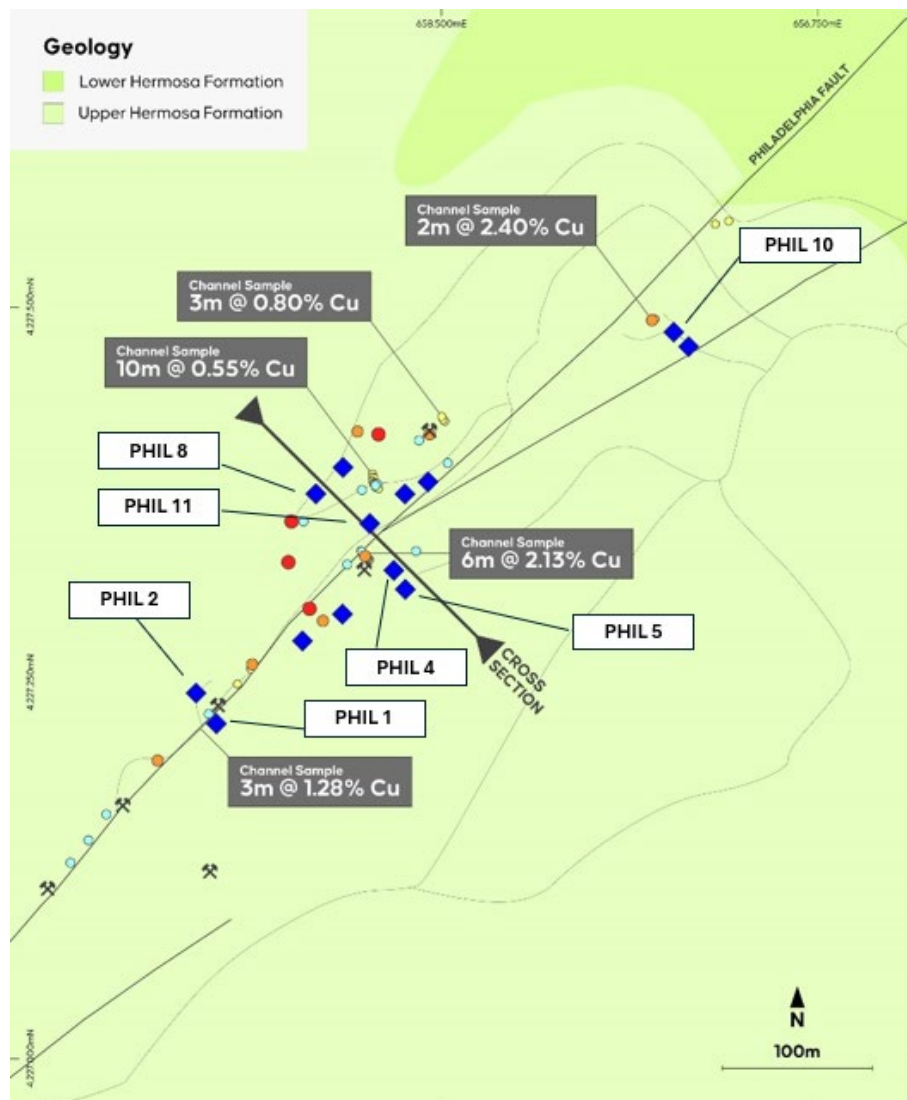 658,500mE
656,750mE
Geology
Lower Hermosa Formation
Upper Hermosa Formation
PHILADELPHIA FAULT
Channel Sample
2m @ 2.40% Cu
PHIL 10
Channel Sample
3m @ 0.80% Cu
4,227,500mN
Channel Sample
10m @ 0.55% Cu
PHIL 8
PHIL 11
Channel Sample
6m @ 2.13% Cu
PHIL 2
PHIL 5
PHIL 4
CROSS
SECTION
4,227,250mN
PHIL 1
Channel Sample
3m @ 1.28% Cu
N
100m
4,227,000mN